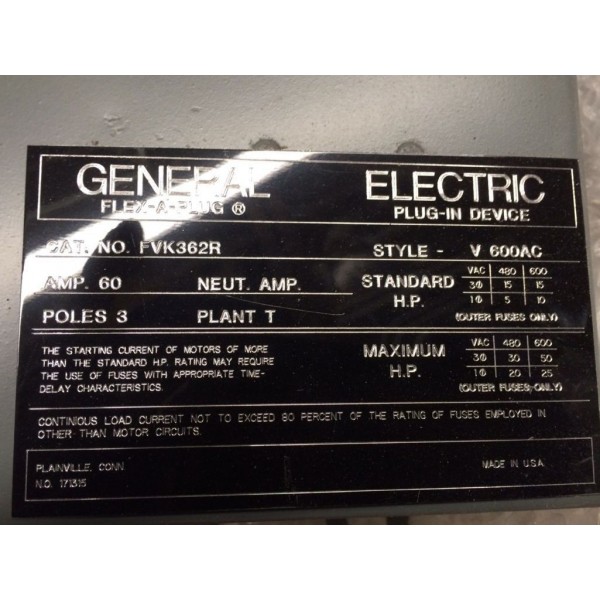 GENERAL ELECTRIC
FLEX-A-PLUG ® PLUG-IN DEVICE
CAT. NO. FVK362R STYLE - V 600AC
AMP. 60 NEUT. AMP. STANDARD H.P.
VAC 480 600
3Φ 15 15
1Φ 5 10
POLES 3 PLANT T (OUTER FUSES ONLY)
THE STARTING CURRENT OF MOTORS OF MORE
THAN THE STANDARD H.P. RATING MAY REQUIRE
THE USE OF FUSES WITH APPROPRIATE TIME-
DELAY CHARACTERISTICS.
MAXIMUM H.P.
VAC 480 600
3Φ 30 50
1Φ 20 25
(OUTER FUSES ONLY)
CONTINIOUS LOAD CURRENT NOT TO EXCEED 80 PERCENT OF THE RATING OF FUSES EMPLOYED IN
OTHER THAN MOTOR CIRCUITS.
PLAINVILLE, CONN. MADE IN U.S.A.
N.O. 171315